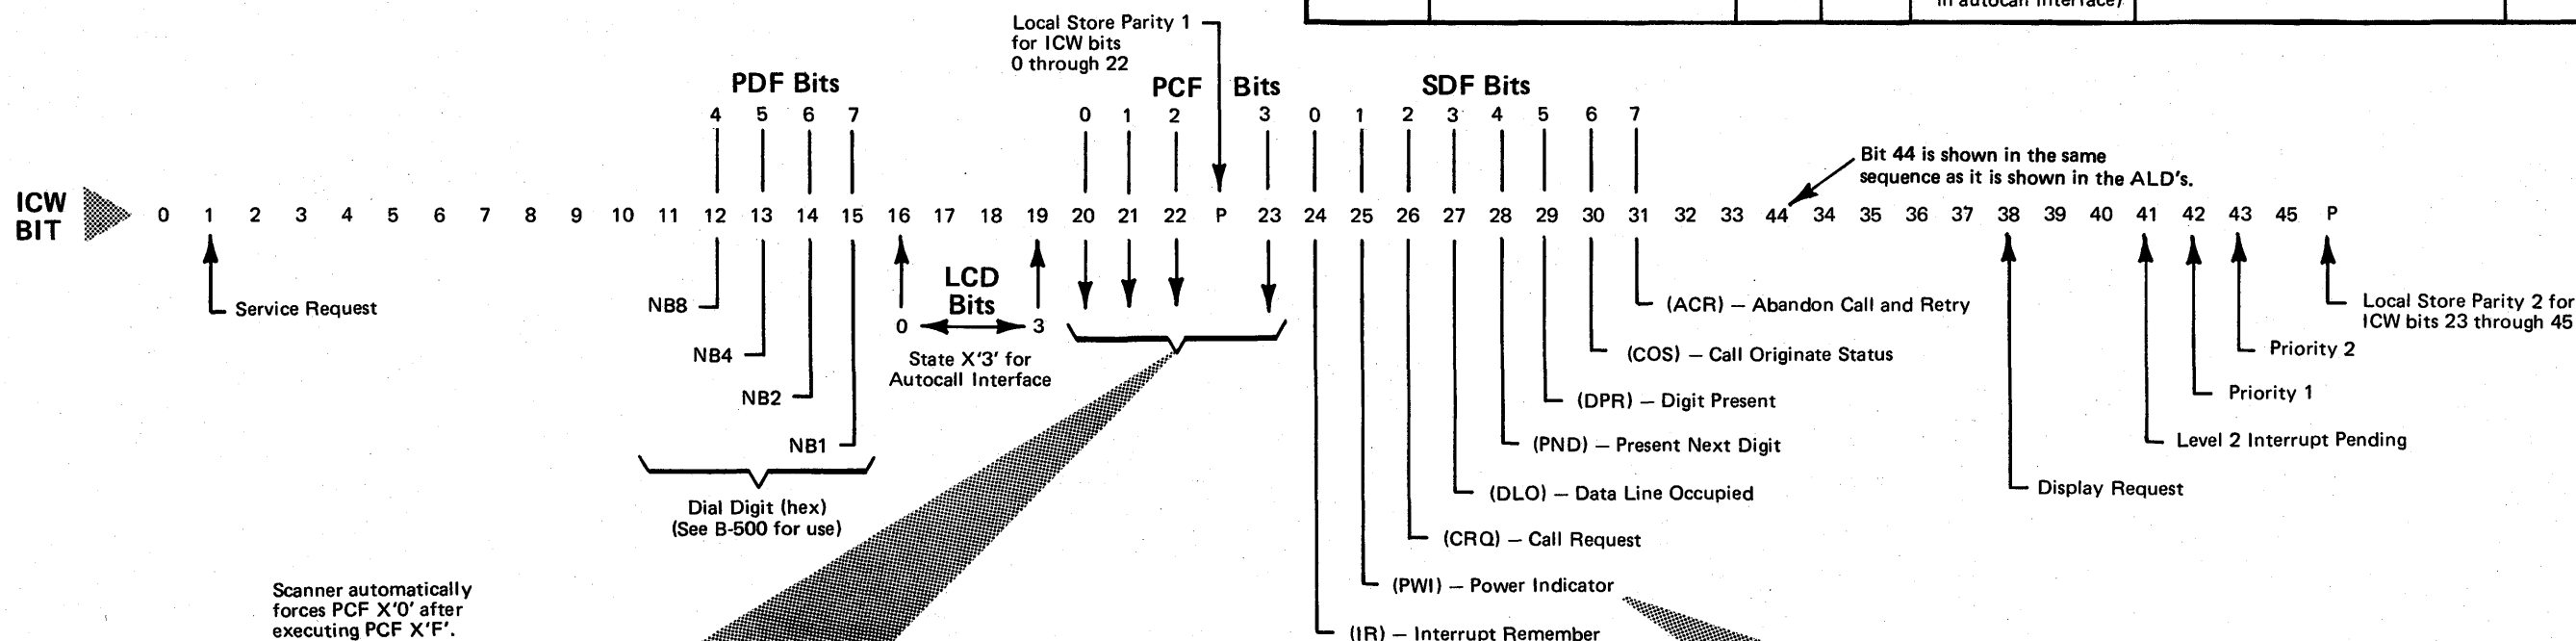 in autocall interface)
Local Store Parity 1
for ICW bits
0 through 22
PDF Bits
PCF Bits
SDF Bits
4 5 6 7
0 1 2 3
0 1 2 3 4 5 6 7
Bit 44 is shown in the same
sequence as it is shown in the ALD's.
ICW
BIT
0 1 2 3 4 5 6 7 8 9 10 11 12 13 14 15 16 17 18 19 20 21 22 P 23 24 25 26 27 28 29 30 31 32 33 44 34 35 36 37 38 39 40 41 42 43 45 P
Service Request
NB8
NB4
NB2
NB1
Dial Digit (hex)
(See B-500 for use)
LCD
Bits
0 3
State X'3' for
Autocall Interface
(ACR) — Abandon Call and Retry
(COS) — Call Originate Status
(DPR) — Digit Present
(PND) — Present Next Digit
(DLO) — Data Line Occupied
(CRQ) — Call Request
(PWI) — Power Indicator
(IR) — Interrupt Remember
Local Store Parity 2 for
ICW bits 23 through 45
Priority 2
Priority 1
Level 2 Interrupt Pending
Display Request
Scanner automatically
forces PCF X'0' after
executing PCF X'F'.